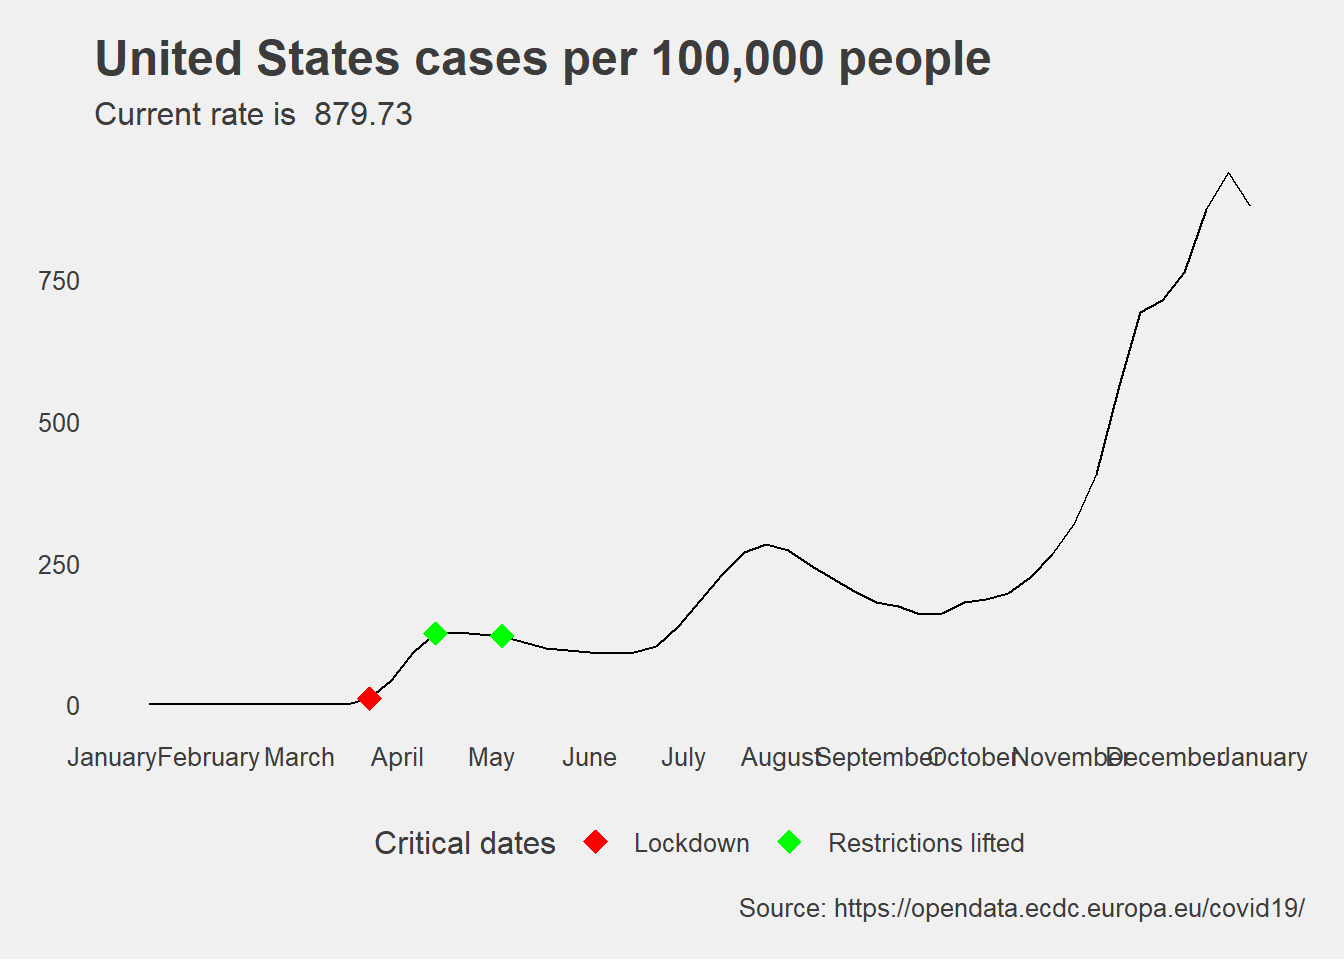 United States cases per 100,000 people
Current rate is  879.73
750
500
250
0
January February March April May June July August September October November December January
Critical dates Lockdown Restrictions lifted
Source: https://opendata.ecdc.europa.eu/covid19/